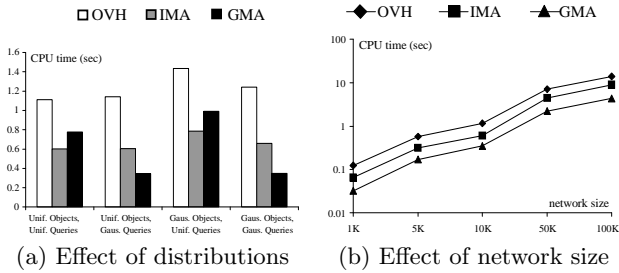 OVH IMA GMA
CPU time (sec)
1.6
1.4
1.2
1
0.8
0.6
0.4
0.2
0
Unif. Objects, Unif. Objects, Gaus. Objects, Gaus. Objects,
Unif. Queries Gaus. Queries Unif. Queries Gaus. Queries
(a) Effect of distributions
OVH IMA GMA
CPU time (sec)
100
10
1
0.1
0.01
network size
1K 5K 10K 50K 100K
(b) Effect of network size